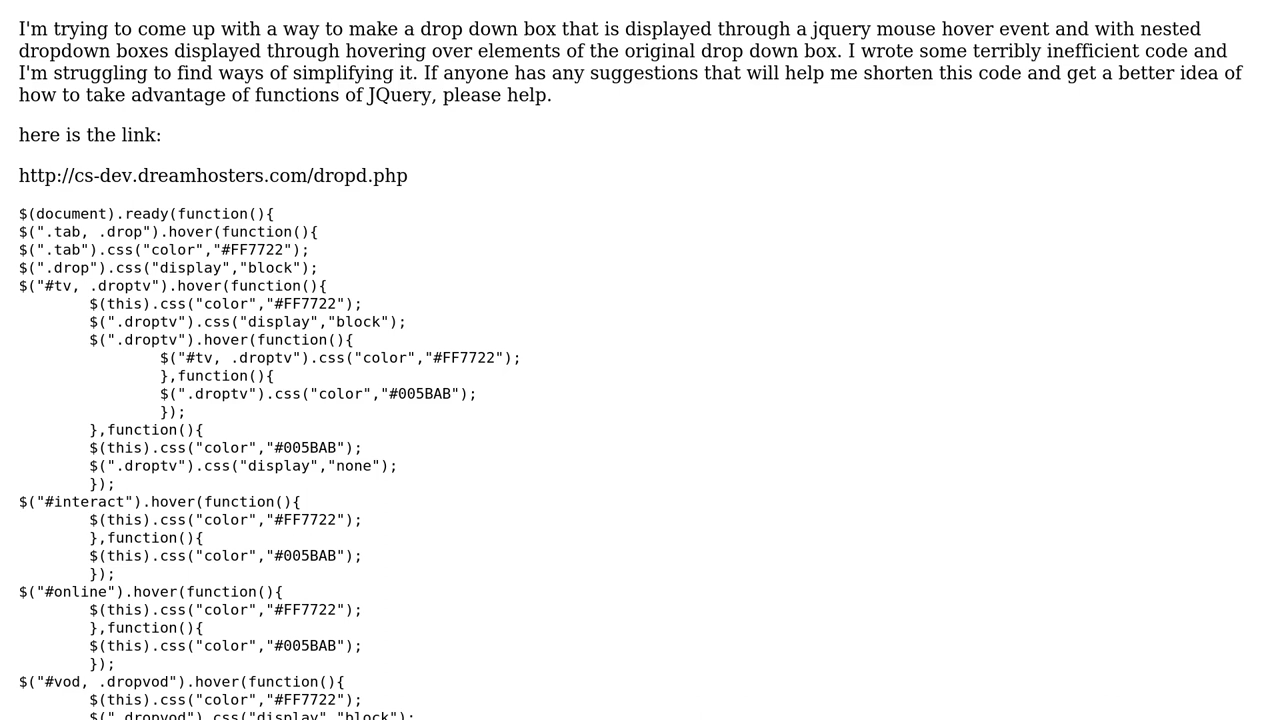 I'm trying to come up with a way to make a drop down box that is displayed through a jquery mouse hover event and with nested
dropdown boxes displayed through hovering over elements of the original drop down box. I wrote some terribly inefficient code and
I'm struggling to find ways of simplifying it. If anyone has any suggestions that will help me shorten this code and get a better idea of
how to take advantage of functions of JQuery, please help.
here is the link:
http://cs-dev.dreamhosters.com/dropd.php
$(document).ready(function(){
$(".tab, .drop").hover(function(){
$(".tab").css("color","#FF7722");
$(".drop").css("display","block");
$("#tv, .droptv").hover(function(){
        $(this).css("color","#FF7722");
        $(".droptv").css("display","block");
        $(".droptv").hover(function(){
                $("#tv, .droptv").css("color","#FF7722");
                },function(){
                $(".droptv").css("color","#005BAB");
                });
        },function(){
        $(this).css("color","#005BAB");
        $(".droptv").css("display","none");
        });
$("#interact").hover(function(){
        $(this).css("color","#FF7722");
        },function(){
        $(this).css("color","#005BAB");
        });
$("#online").hover(function(){
        $(this).css("color","#FF7722");
        },function(){
        $(this).css("color","#005BAB");
        });
$("#vod, .dropvod").hover(function(){
        $(this).css("color","#FF7722");
        $(".dropvod").css("display","block");